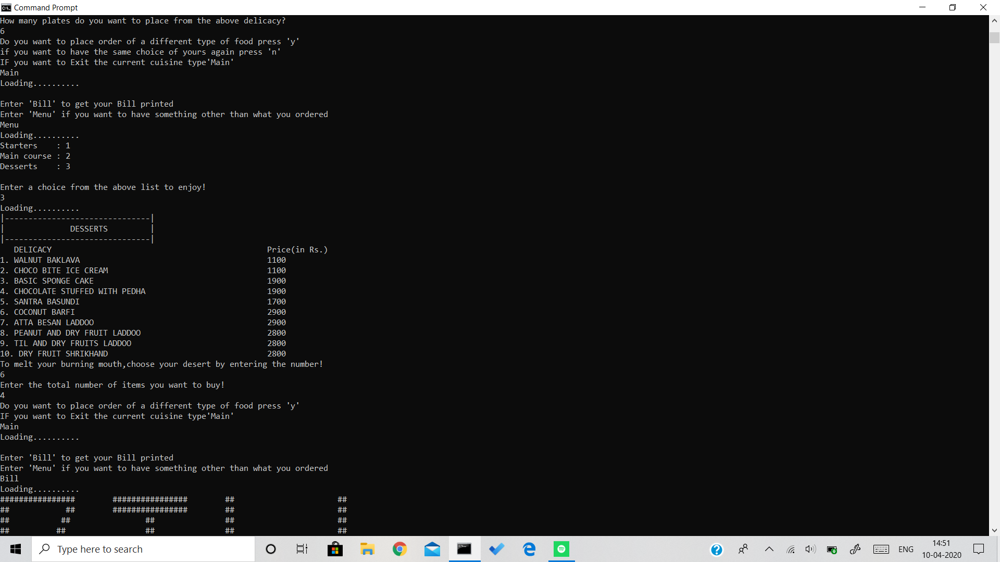 Command Prompt
How many plates do you want to place from the above delicacy?
6
Do you want to place order of a different type of food press 'y'
if you want to have the same choice of yours again press 'n'
IF you want to Exit the current cuisine type'Main'
Main
Loading..........

Enter 'Bill' to get your Bill printed
Enter 'Menu' if you want to have something other than what you ordered
Menu
Loading..........
Starters    : 1
Main course : 2
Desserts    : 3

Enter a choice from the above list to enjoy!
3
Loading..........
|-------------------------------|
|              DESSERTS         |
|-------------------------------|
   DELICACY                                              Price(in Rs.)
1. WALNUT BAKLAVA                                        1100
2. CHOCO BITE ICE CREAM                                  1100
3. BASIC SPONGE CAKE                                     1900
4. CHOCOLATE STUFFED WITH PEDHA                          1900
5. SANTRA BASUNDI                                        1700
6. COCONUT BARFI                                         2900
7. ATTA BESAN LADDOO                                     2900
8. PEANUT AND DRY FRUIT LADDOO                           2800
9. TIL AND DRY FRUITS LADDOO                             2800
10. DRY FRUIT SHRIKHAND                                  2800
To melt your burning mouth,choose your desert by entering the number!
6
Enter the total number of items you want to buy!
4
Do you want to place order of a different type of food press 'y'
IF you want to Exit the current cuisine type'Main'
Main
Loading..........

Enter 'Bill' to get your Bill printed
Enter 'Menu' if you want to have something other than what you ordered
Bill
Loading..........
################        ################        ##                      ##
##            ##        ################        ##                      ##
##           ##                ##               ##                      ##
##          ##                 ##               ##                      ##
Type here to search
ENG
14:51
10-04-2020